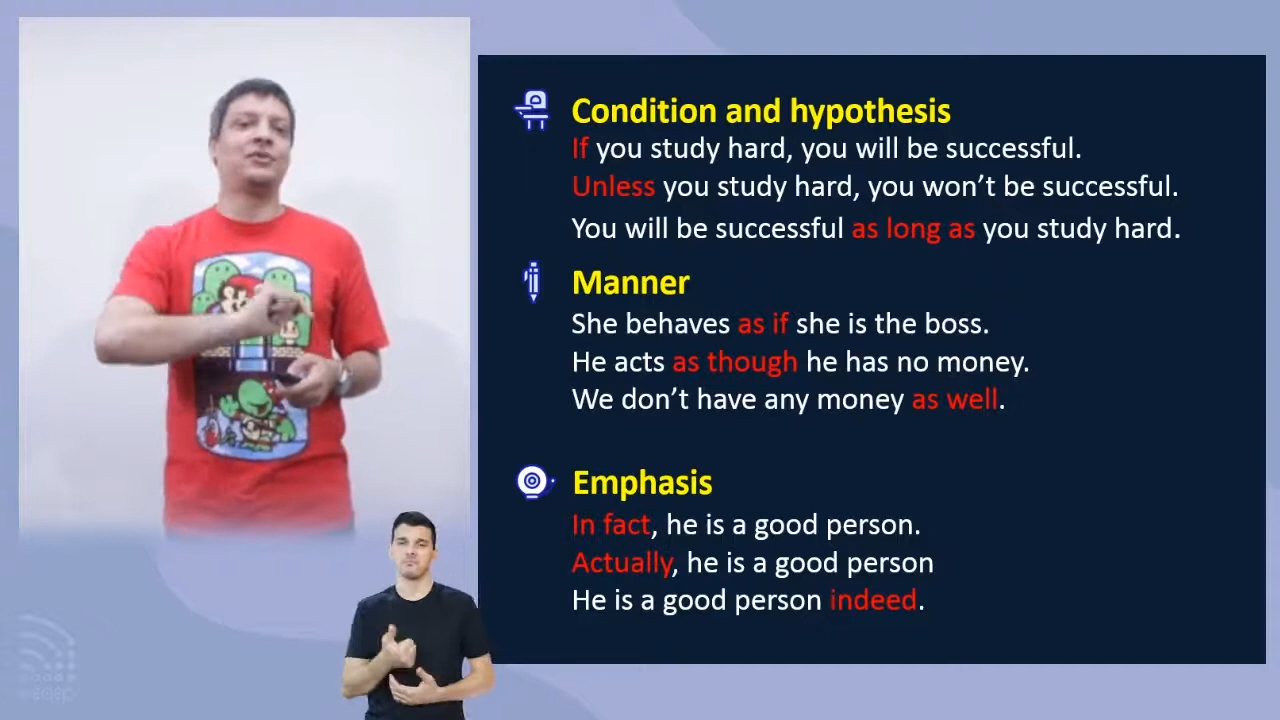 Condition and hypothesis
If you study hard, you will be successful.
Unless you study hard, you won’t be successful.
You will be successful as long as you study hard.
Manner
She behaves as if she is the boss.
He acts as though he has no money.
We don’t have any money as well.
Emphasis
In fact, he is a good person.
Actually, he is a good person
He is a good person indeed.